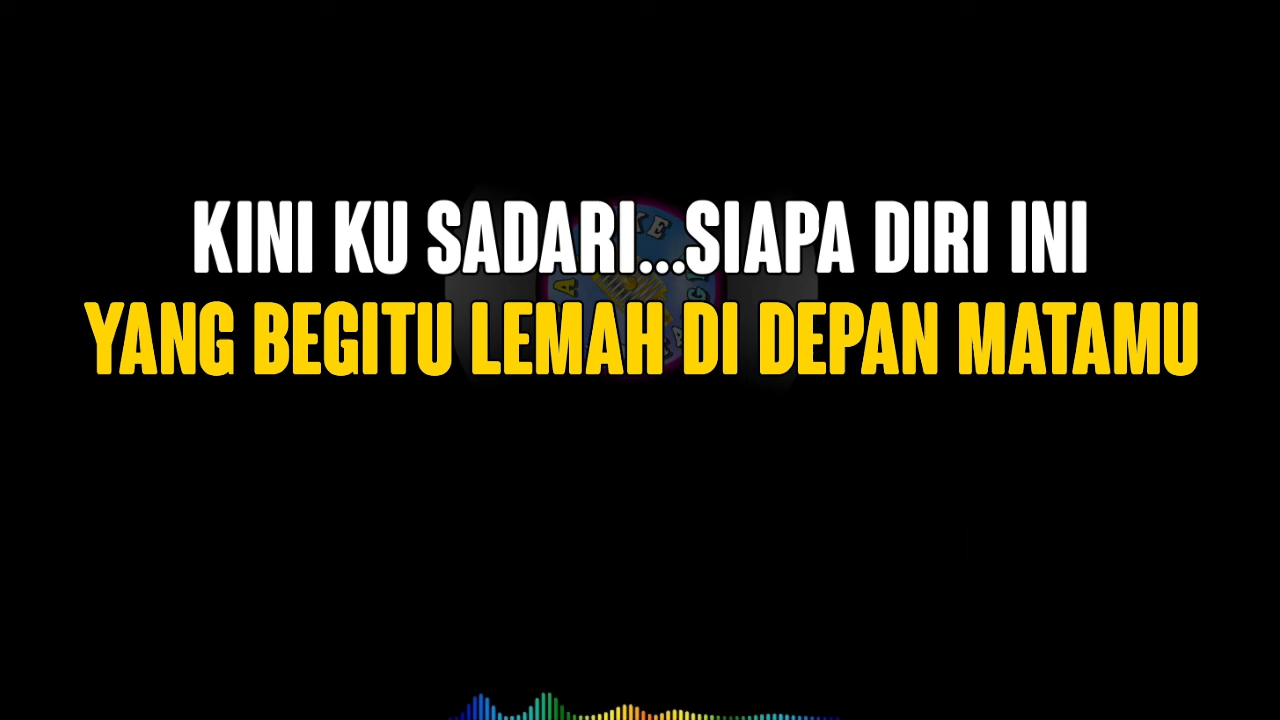 KINI KU SADARI...SIAPA DIRI INI
YANG BEGITU LEMAH DI DEPAN MATAMU